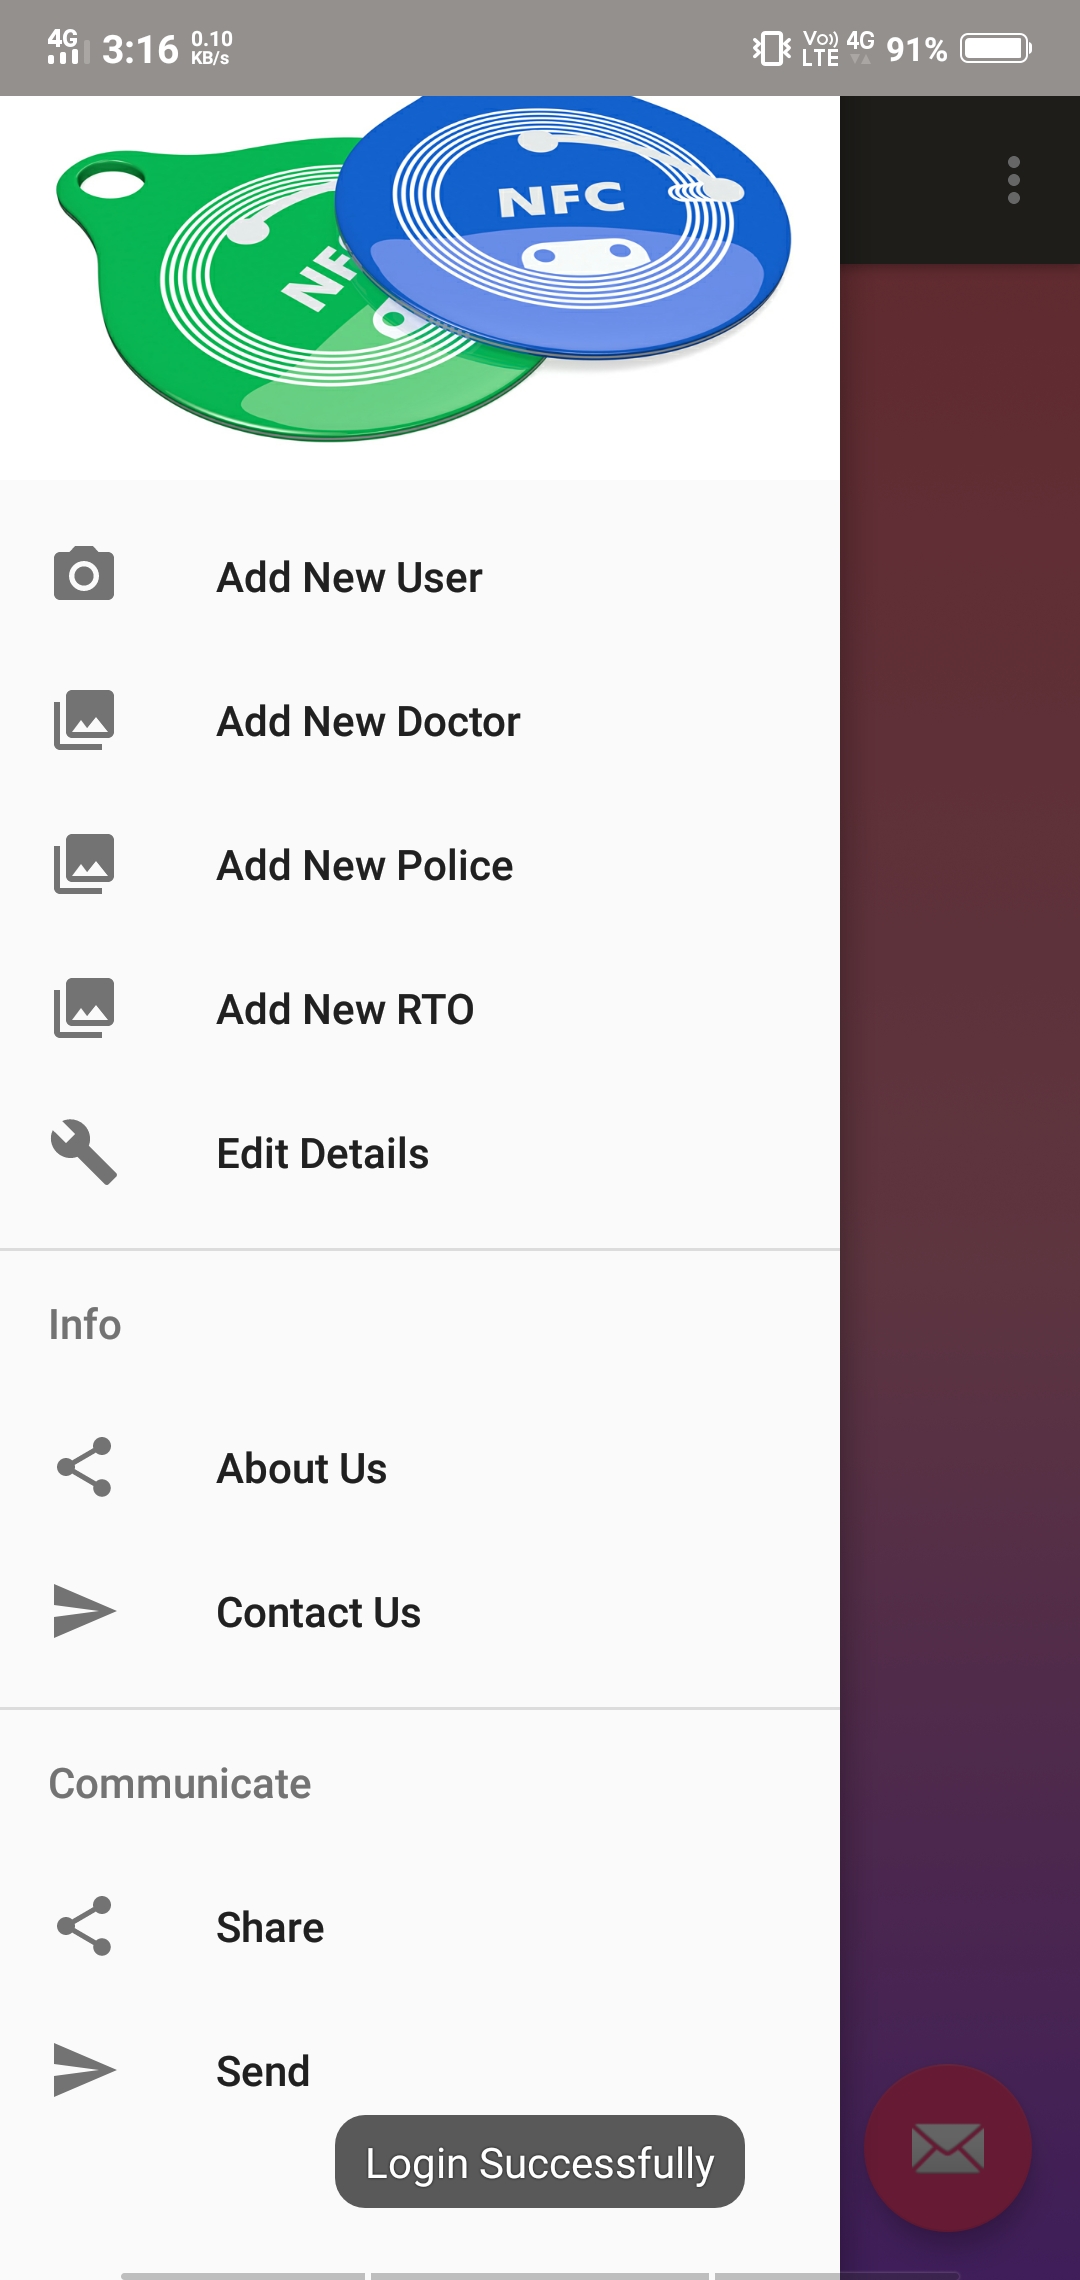 4G 3:16 0.10 KB/s Vo)) LTE 4G 91%
NFC
NF
Add New User
Add New Doctor
Add New Police
Add New RTO
Edit Details
Info
About Us
Contact Us
Communicate
Share
Send
Login Successfully